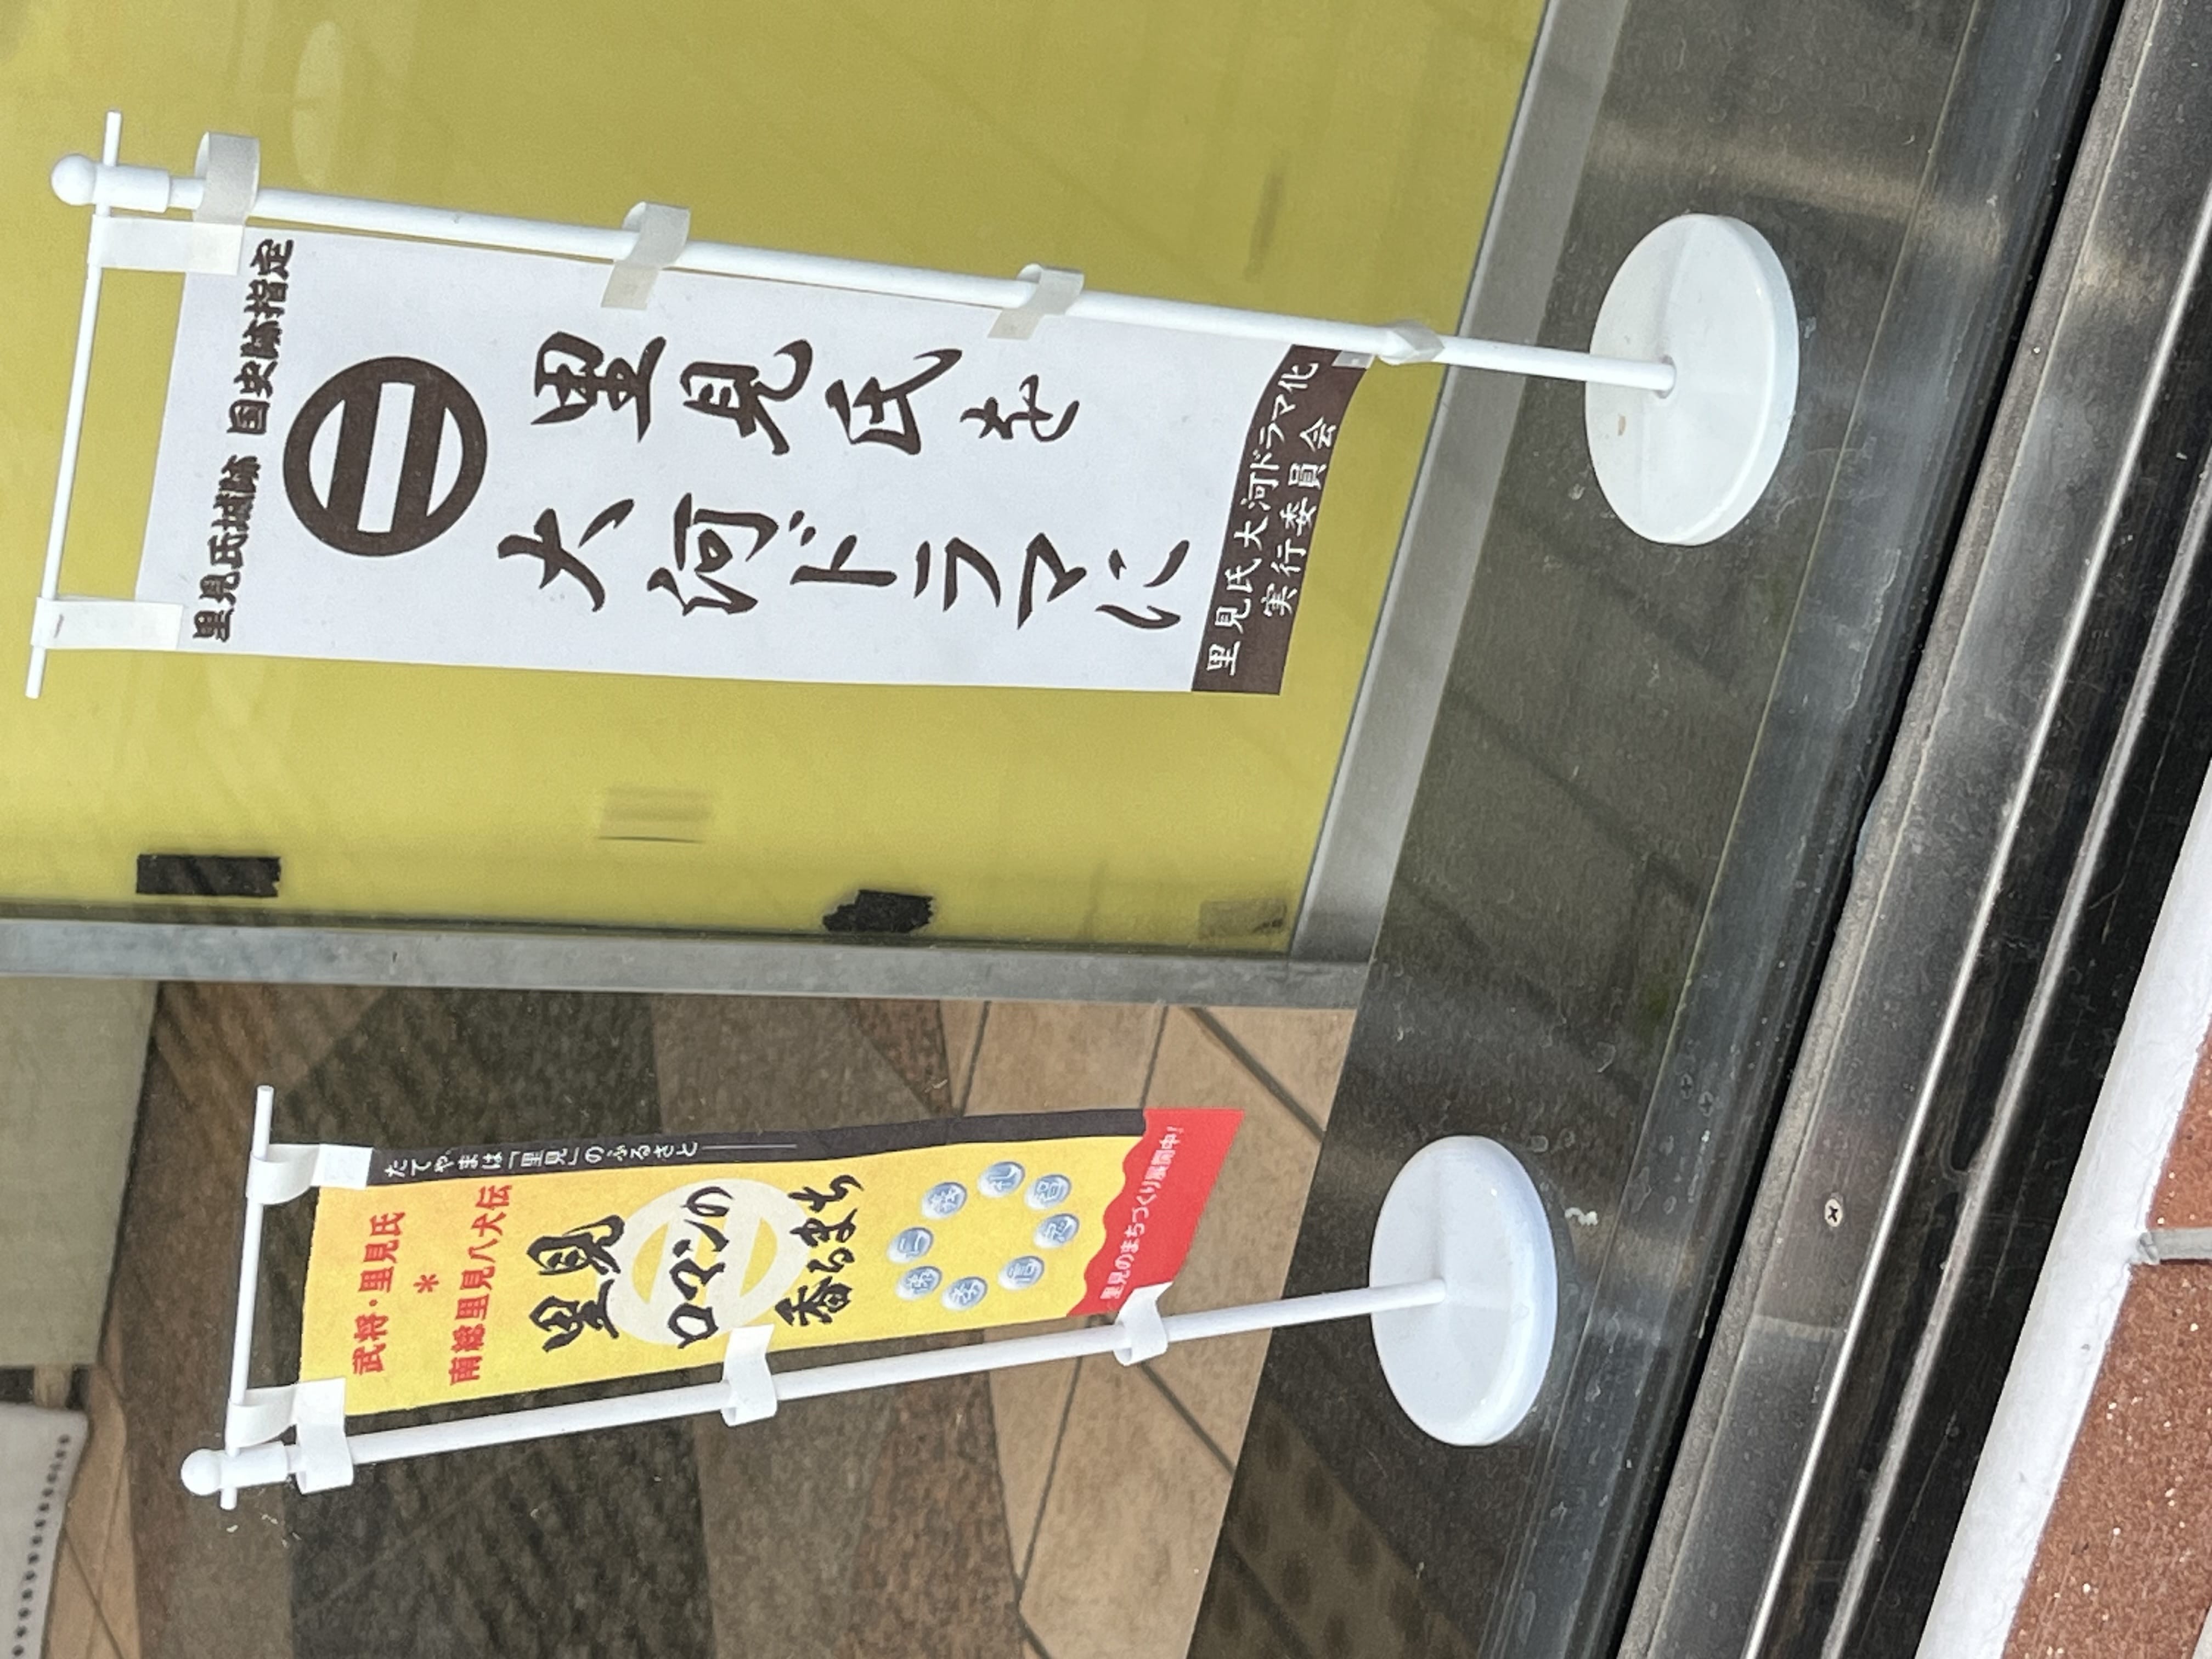 里見氏城跡 国史跡指定
里見氏を
大河ドラマに
里見氏大河ドラマ化
実行委員会
たてやまは「里見」のふるさと
武将・里見氏
*
南総里見八犬伝
里見
ロマンの
香るまち
仁
義
礼
智
忠
信
孝
悌
里見のまちづくり展開中!